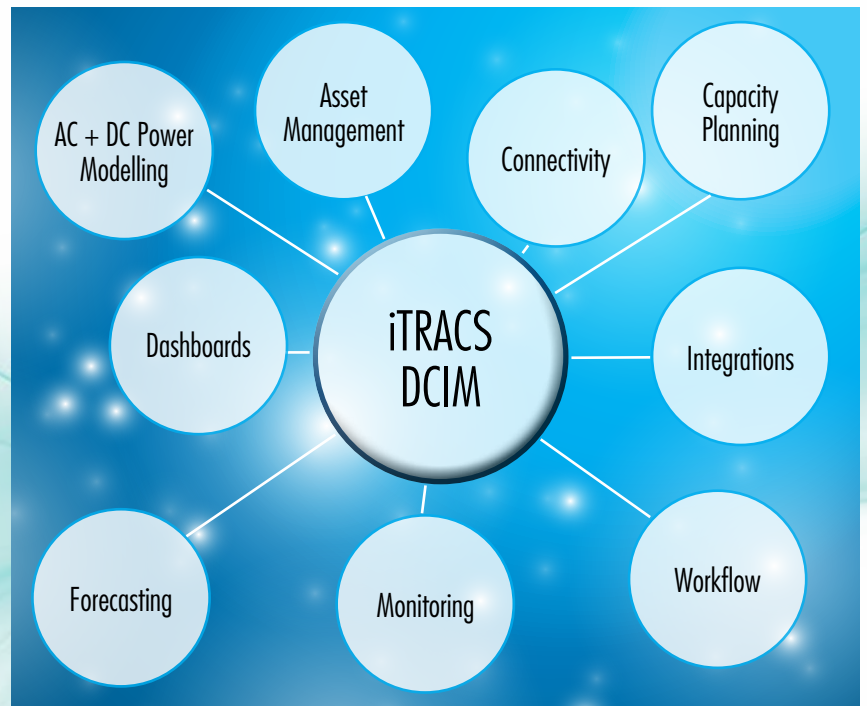 AC + DC Power
Modelling
Asset
Management
Connectivity
Capacity
Planning
Dashboards
iTRACS
DCIM
Integrations
Forecasting
Monitoring
Workflow